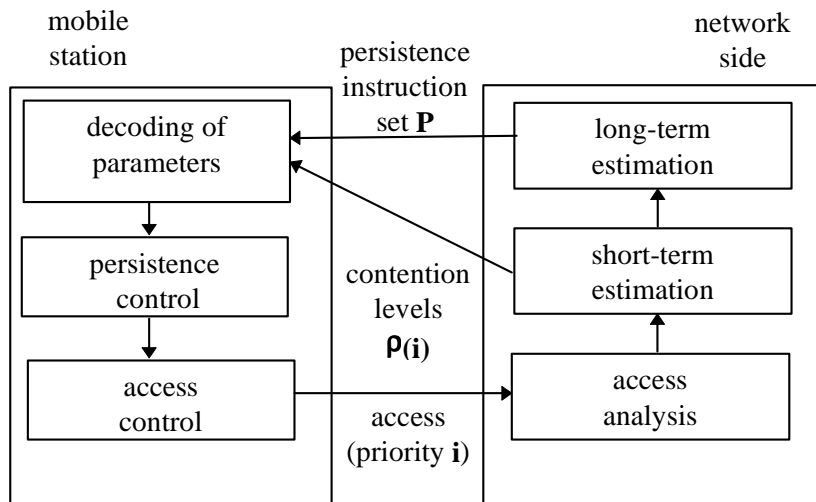 mobile
station
network
side
persistence
instruction
set P
decoding of
parameters
long-term
estimation
persistence
control
contention
levels
ρ(i)
short-term
estimation
access
control
access
(priority i)
access
analysis